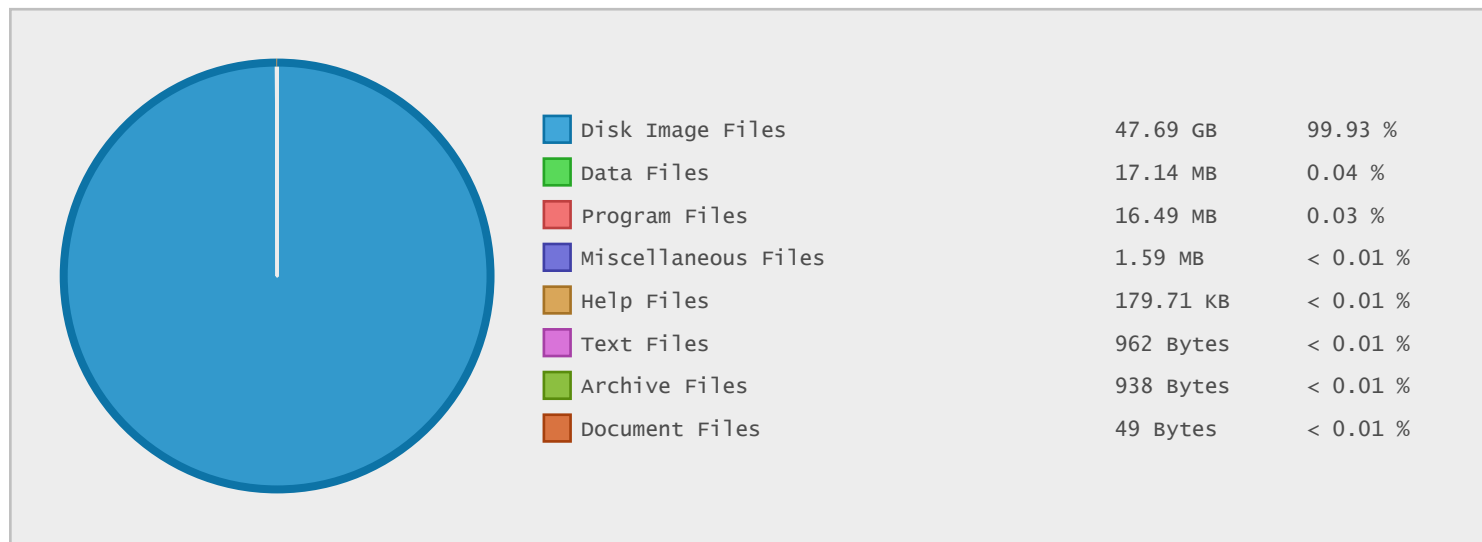 Disk Image Files 47.69 GB 99.93 %
Data Files 17.14 MB 0.04 %
Program Files 16.49 MB 0.03 %
Miscellaneous Files 1.59 MB < 0.01 %
Help Files 179.71 KB < 0.01 %
Text Files 962 Bytes < 0.01 %
Archive Files 938 Bytes < 0.01 %
Document Files 49 Bytes < 0.01 %